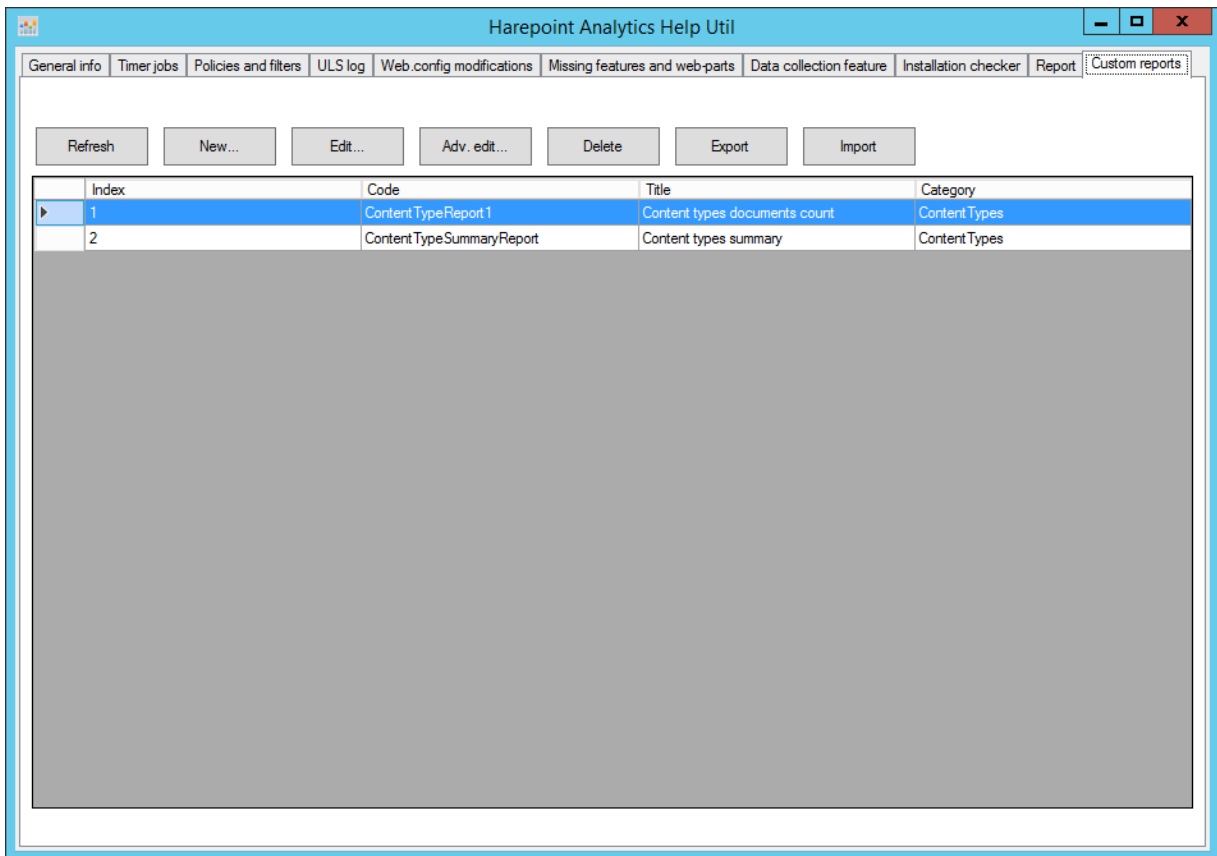 Harepoint Analytics Help Util
General info Timer jobs Policies and filters ULS log Web.config modifications Missing features and web-parts Data collection feature Installation checker Report Custom reports
Refresh New... Edit... Adv. edit... Delete Export Import
Index Code Title Category
1 ContentTypeReport1 Content types documents count ContentTypes
2 ContentTypeSummaryReport Content types summary ContentTypes